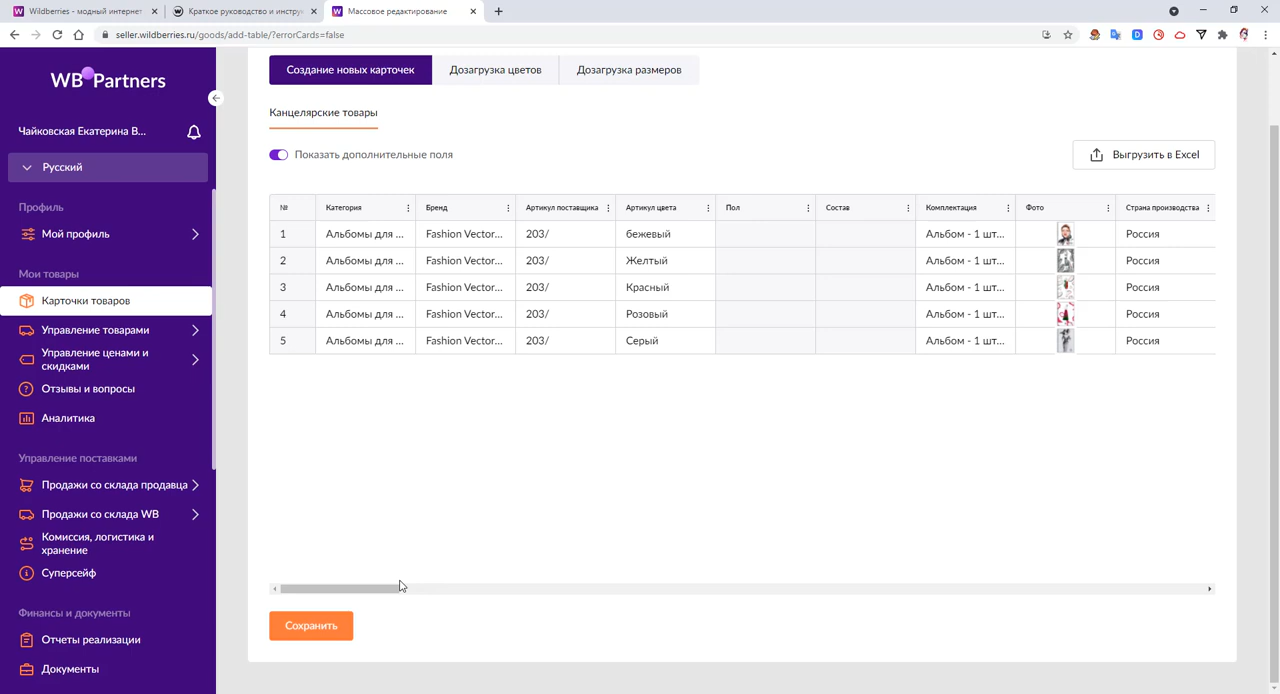 Wildberries - модный интернет
Краткое руководство и инстру
Массовое редактирование
seller.wildberries.ru/goods/add-table/?errorCards=false
WB Partners
Чайковская Екатерина В...
Русский
Профиль
Мой профиль
Мои товары
Карточки товаров
Управление товарами
Управление ценами и
скидками
Отзывы и вопросы
Аналитика
Управление поставками
Продажи со склада продавца
Продажи со склада WB
Комиссия, логистика и
хранение
Суперсейф
Финансы и документы
Отчеты реализации
Документы
Создание новых карточек Дозагрузка цветов Дозагрузка размеров
Канцелярские товары
Показать дополнительные поля Выгрузить в Excel
№ Категория Бренд Артикул поставщика Артикул цвета Пол Состав Комплектация Фото Страна производства
1 Альбомы для ... Fashion Vector... 203/ бежевый Альбом - 1 шт... Россия
2 Альбомы для ... Fashion Vector... 203/ Желтый Альбом - 1 шт... Россия
3 Альбомы для ... Fashion Vector... 203/ Красный Альбом - 1 шт... Россия
4 Альбомы для ... Fashion Vector... 203/ Розовый Альбом - 1 шт... Россия
5 Альбомы для ... Fashion Vector... 203/ Серый Альбом - 1 шт... Россия
Сохранить